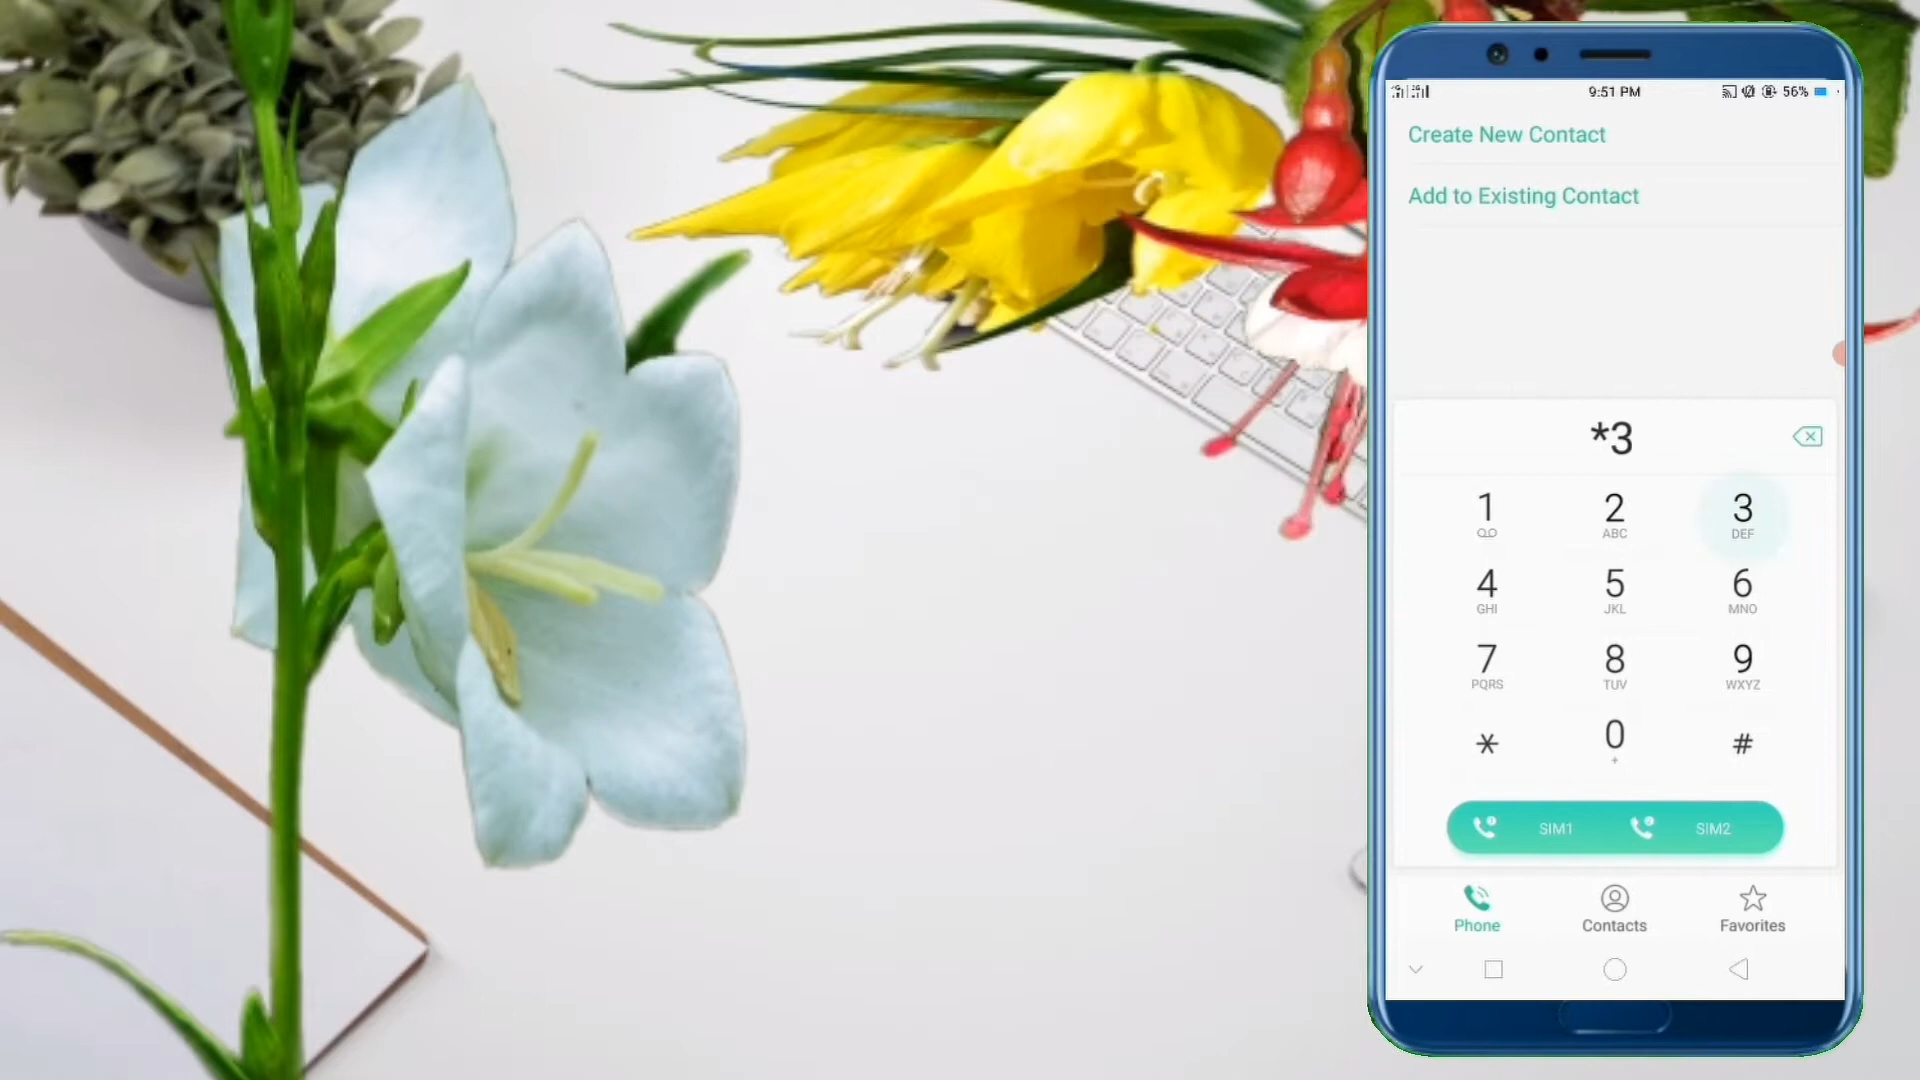 9:51 PM 56%
Create New Contact
Add to Existing Contact
*3
1 2 3
ABC DEF
4 5 6
GHI JKL MNO
7 8 9
PQRS TUV WXYZ
* 0 #
+
SIM1 SIM2
Phone Contacts Favorites